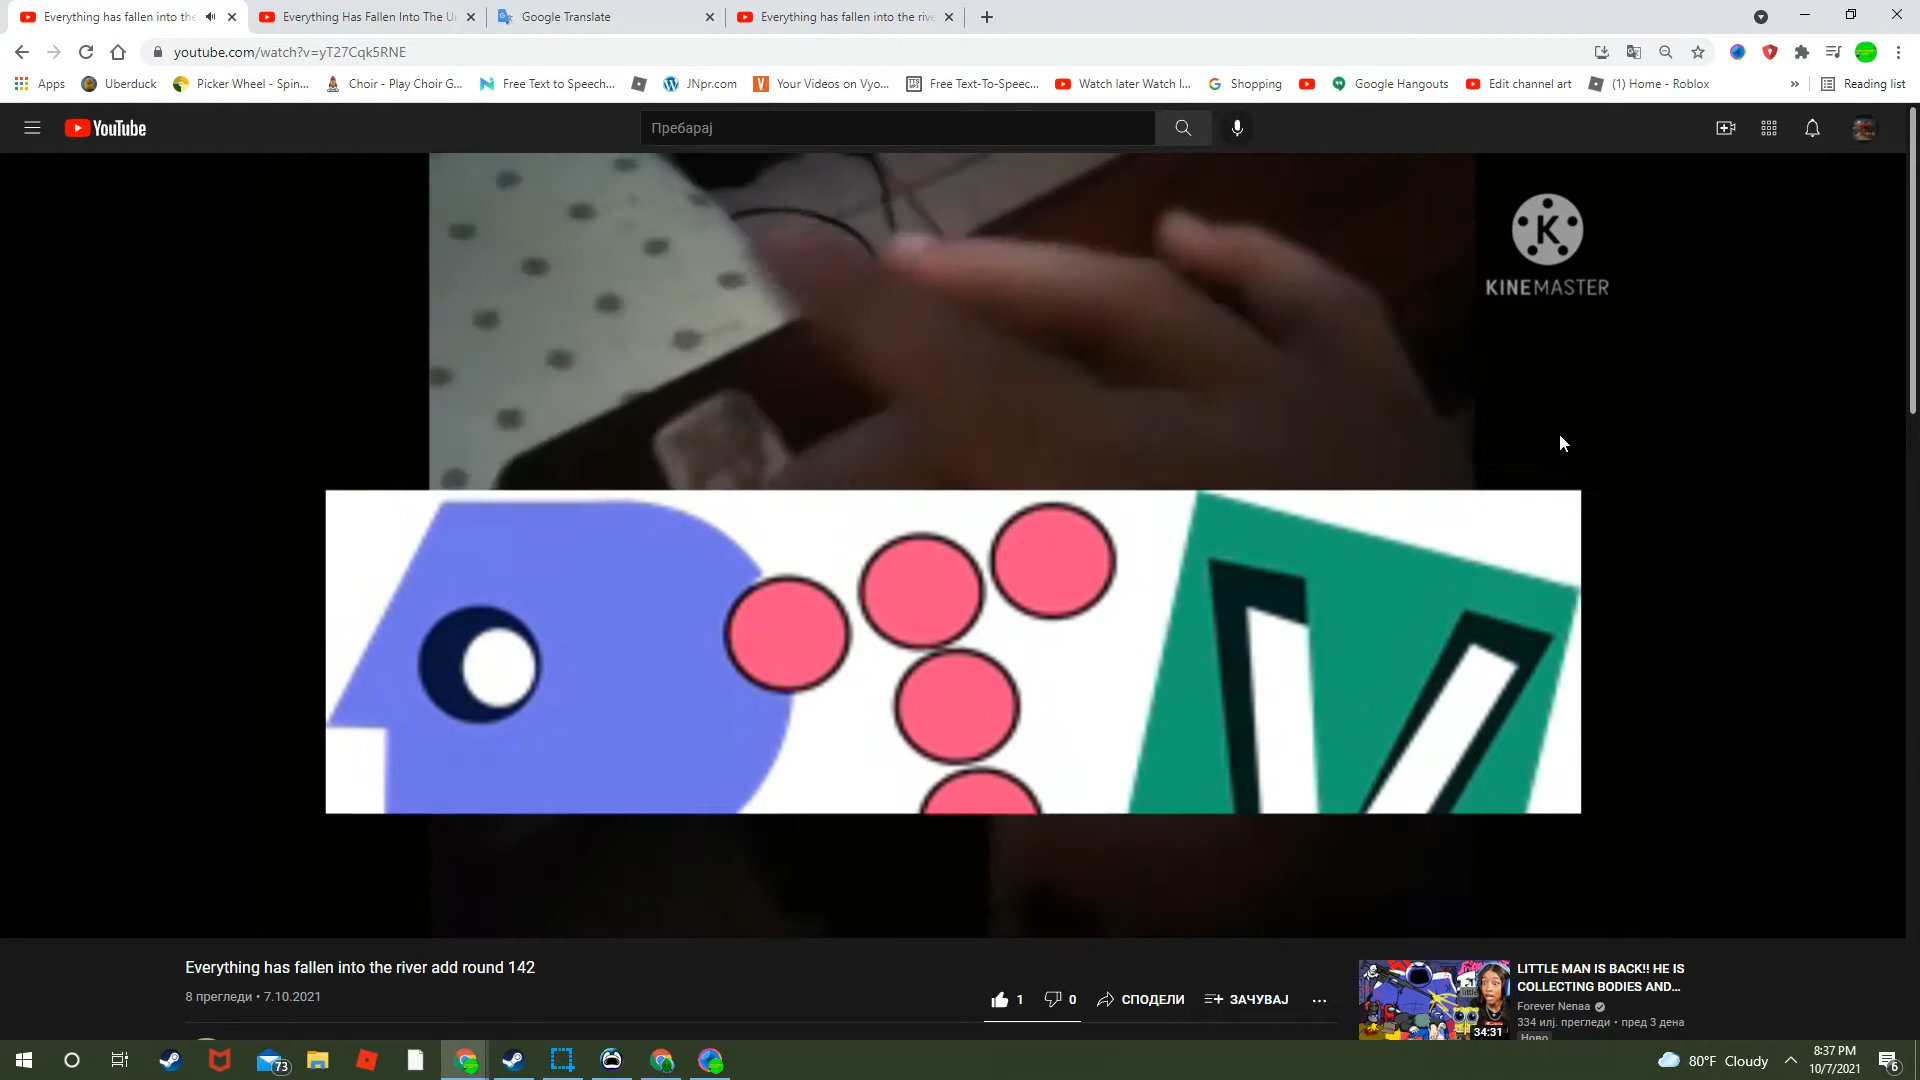 Everything has fallen into the
Everything Has Fallen Into The U
Google Translate
Everything has fallen into the rive
youtube.com/watch?v=yT27Cqk5RNE
Apps
Uberduck
Picker Wheel - Spin...
Choir - Play Choir G...
Free Text to Speech...
JNpr.com
Your Videos on Vyo...
Free Text-To-Speec...
Watch later Watch l...
Shopping
Google Hangouts
Edit channel art
(1) Home - Roblox
»
Reading list
YouTube
Пребарај
K
KINEMASTER
V
Everything has fallen into the river add round 142
8 прегледи • 7.10.2021
1
0
СПОДЕЛИ
ЗАЧУВАЈ
...
LITTLE MAN IS BACK!! HE IS
COLLECTING BODIES AND...
Forever Nenaa
334 илј. прегледи • пред 3 дена
Ново
34:31
73
80°F Cloudy
8:37 PM
10/7/2021
6